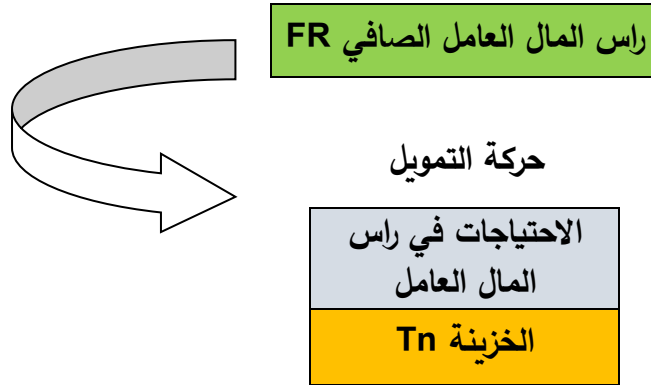 راس المال العامل الصافي FR
حركة التمويل
الاحتياجات في راس
المال العامل
الخزينة Tn